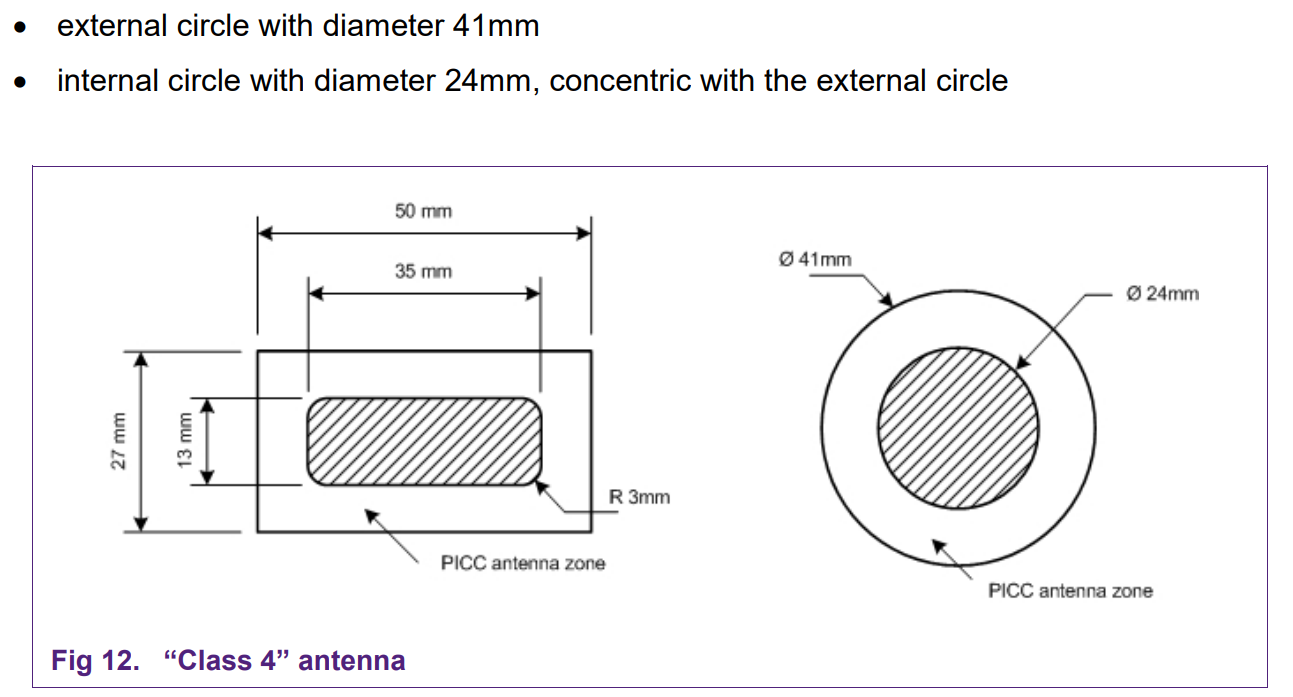 • external circle with diameter 41mm
• internal circle with diameter 24mm, concentric with the external circle
50 mm
35 mm
27 mm
13 mm
R 3mm
PICC antenna zone
Ø 41mm
Ø 24mm
PICC antenna zone
Fig 12. “Class 4” antenna